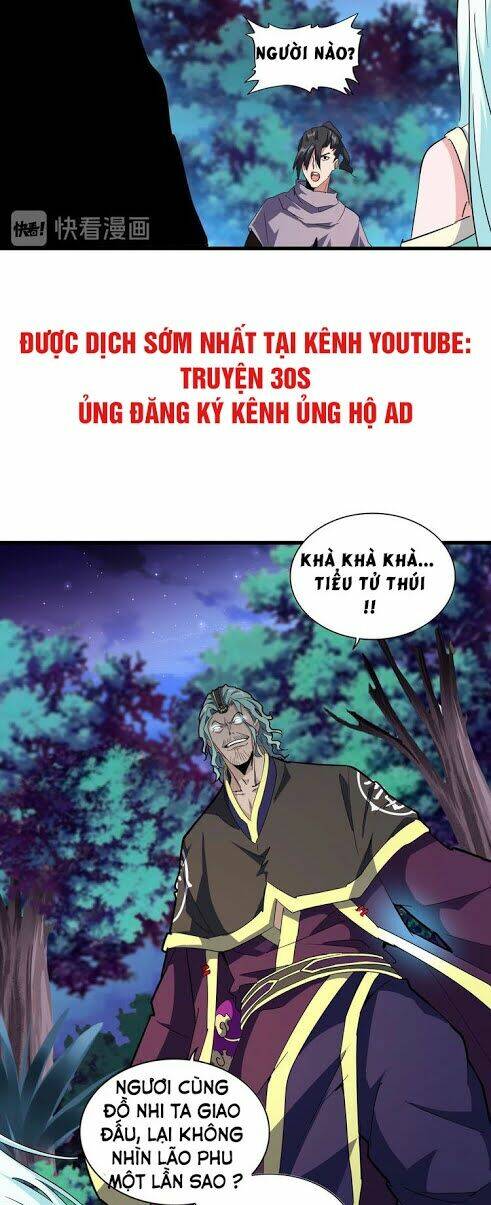 NGƯỜI NÀO?
快看! 快看漫画
ĐƯỢC DỊCH SỚM NHẤT TẠI KÊNH YOUTUBE:
TRUYỆN 30S
ỦNG ĐĂNG KÝ KÊNH ỦNG HỘ AD
KHÀ KHÀ KHÀ...
TIỂU TỬ THÚI
!!
NGƯƠI CÙNG
ĐỒ NHI TA GIAO
ĐẤU, LẠI KHÔNG
NHÌN LÃO PHU
MỘT LẦN SAO ?